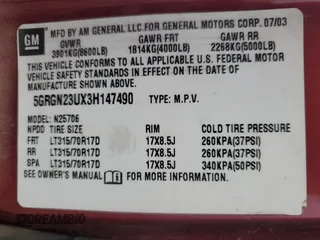 GM
MFD BY AM GENERAL LLC FOR GENERAL MOTORS CORP. 07/03
GVWR GAWR FRT GAWR RR
3901KG(8600LB) 1814KG(4000LB) 2268KG(5000LB)
THIS VEHICLE CONFORMS TO ALL APPLICABLE U.S. FEDERAL MOTOR
VEHICLE SAFETY STANDARDS IN EFFECT ON THE DATE OF
MANUFACTURE SHOWN ABOVE.
5GRGN23UX3H147490 TYPE: M.P.V.
MODEL: N25706
NPDD TIRE SIZE RIM COLD TIRE PRESSURE
FRT LT315/70R17D 17X8.5J 260KPA(37PSI)
RR LT315/70R17D 17X8.5J 260KPA(37PSI)
SPA LT315/70R17D 17X8.5J 340KPA(50PSI)
SEE OWNER'S MANUAL FOR MORE INFORMATION.
DREAMBID